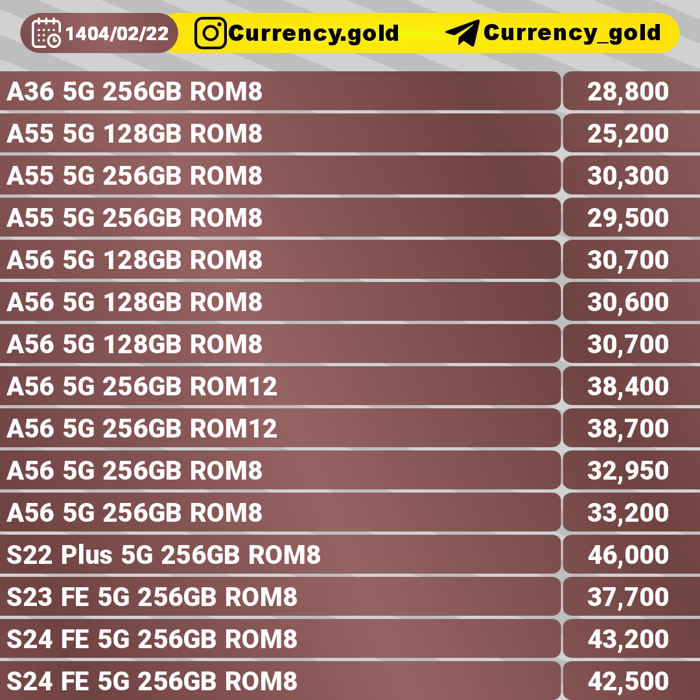 1404/02/22 Currency.gold Currency_gold
A36 5G 256GB ROM8 28,800
A55 5G 128GB ROM8 25,200
A55 5G 256GB ROM8 30,300
A55 5G 256GB ROM8 29,500
A56 5G 128GB ROM8 30,700
A56 5G 128GB ROM8 30,600
A56 5G 128GB ROM8 30,700
A56 5G 256GB ROM12 38,400
A56 5G 256GB ROM12 38,700
A56 5G 256GB ROM8 32,950
A56 5G 256GB ROM8 33,200
S22 Plus 5G 256GB ROM8 46,000
S23 FE 5G 256GB ROM8 37,700
S24 FE 5G 256GB ROM8 43,200
S24 FE 5G 256GB ROM8 42,500